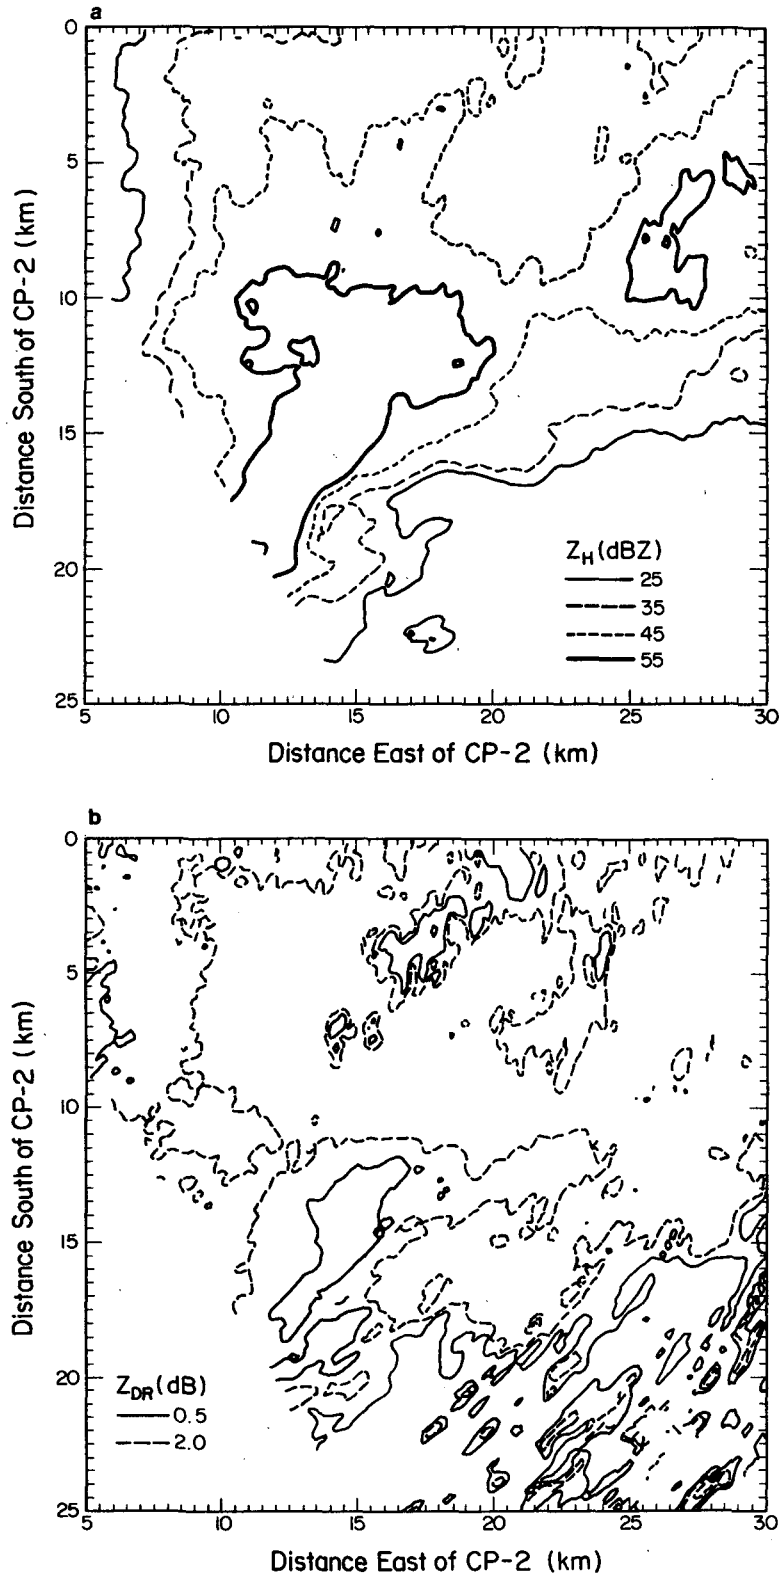 a
0
5
10
15
20
25
Distance South of CP-2 (km)
Z_H (dBZ)
25
35
45
55
5 10 15 20 25 30
Distance East of CP-2 (km)
b
0
5
10
15
20
25
Distance South of CP-2 (km)
Z_DR (dB)
0.5
2.0
5 10 15 20 25 30
Distance East of CP-2 (km)